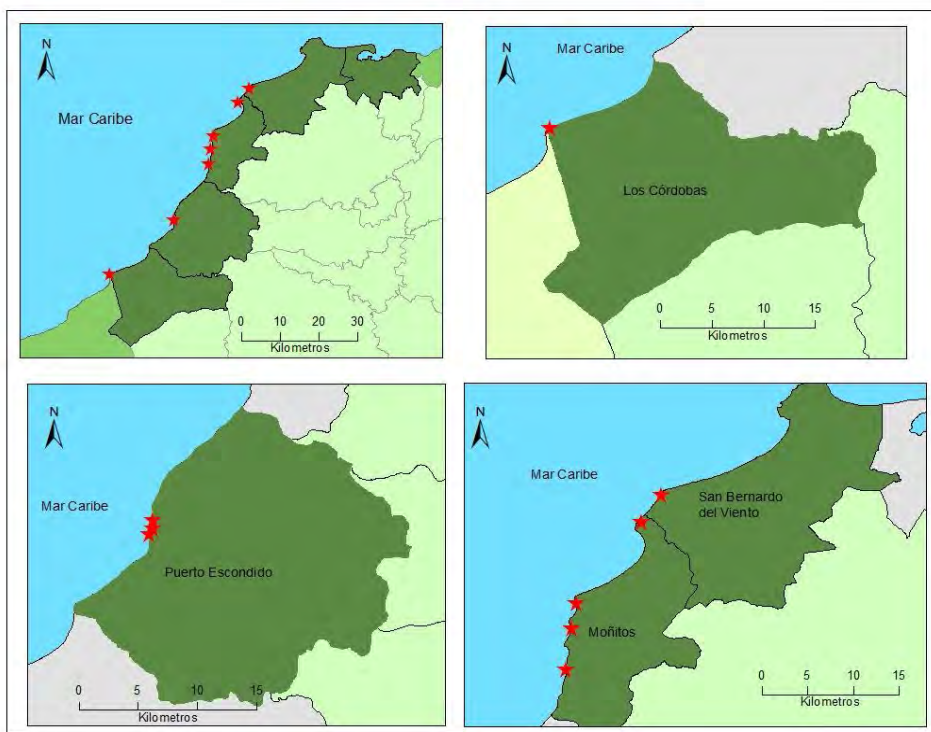 N
Mar Caribe
0 10 20 30
Kilometros
N
Mar Caribe
Los Córdobas
0 5 10 15
Kilometros
N
Mar Caribe
Puerto Escondido
0 5 10 15
Kilometros
N
Mar Caribe
San Bernardo
del Viento
Moñitos
0 5 10 15
Kilometros